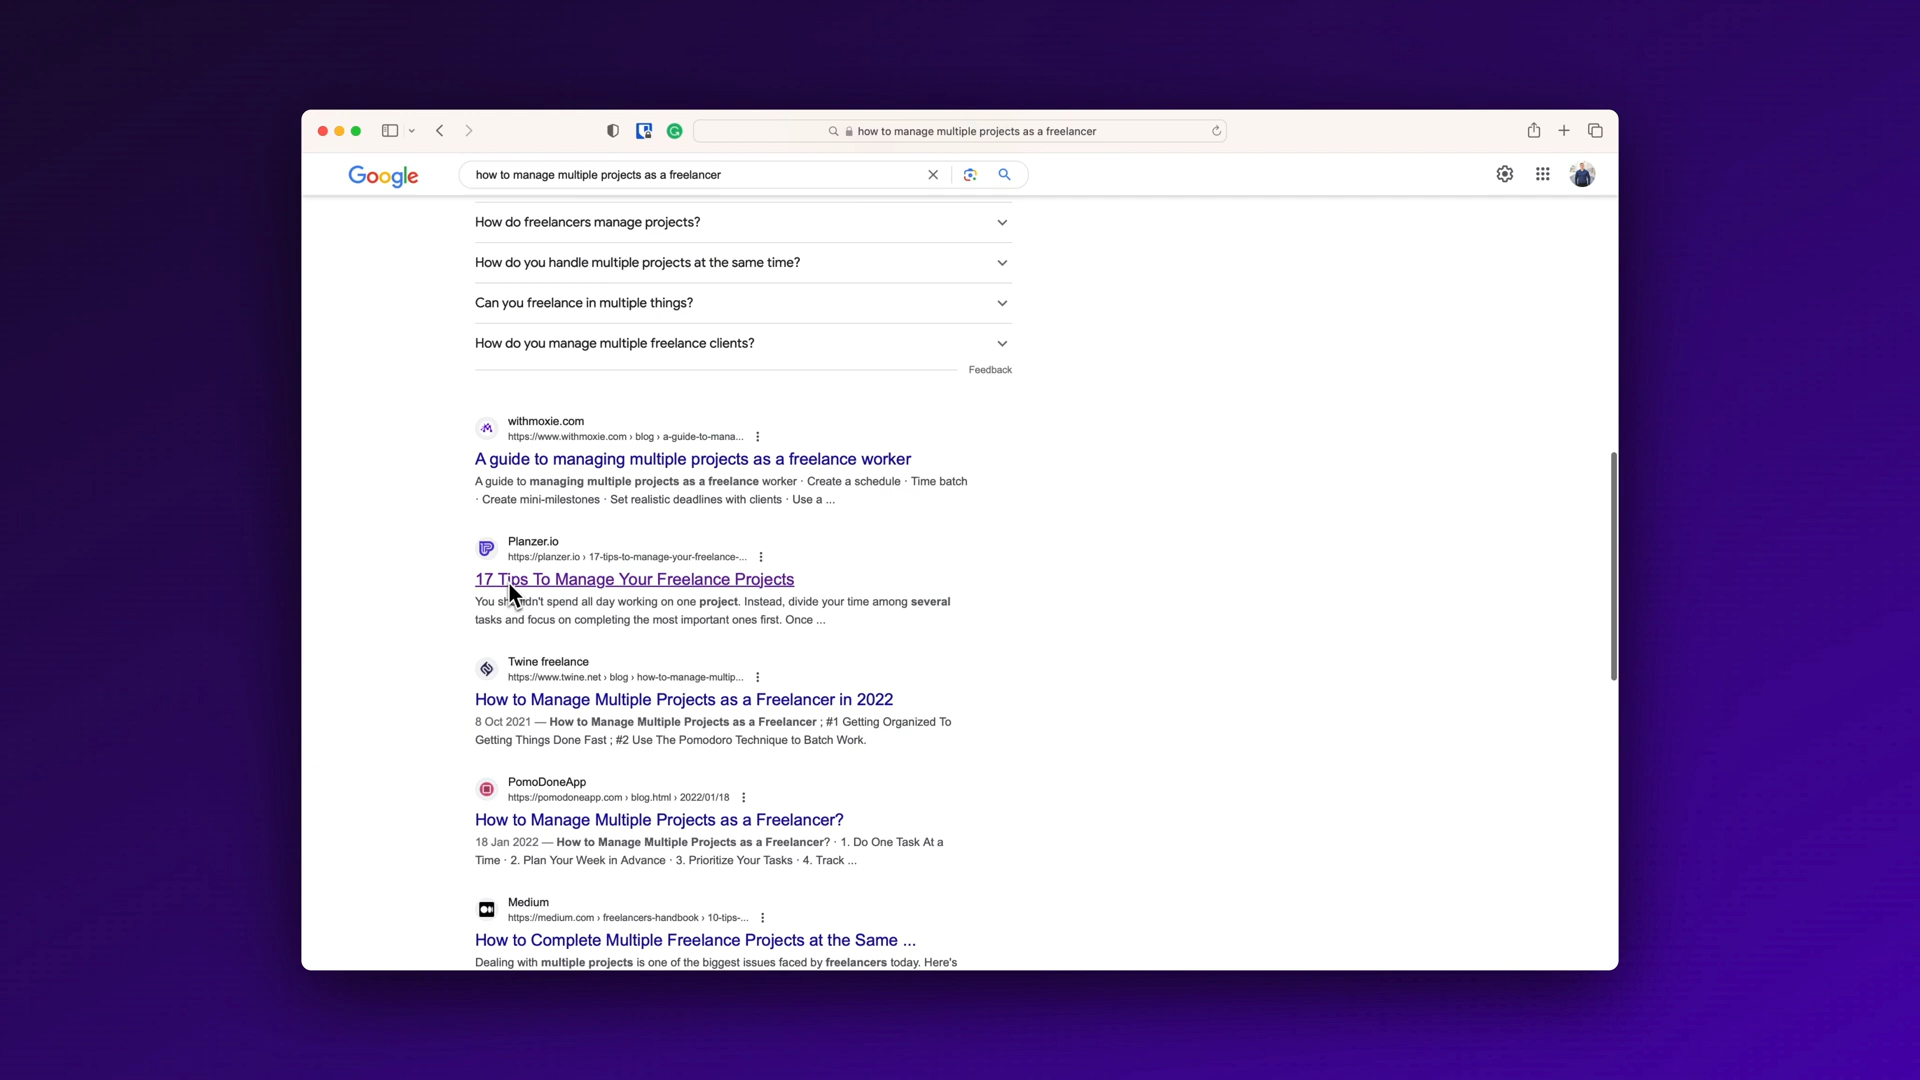 how to manage multiple projects as a freelancer
Google
how to manage multiple projects as a freelancer
How do freelancers manage projects?
How do you handle multiple projects at the same time?
Can you freelance in multiple things?
How do you manage multiple freelance clients?
Feedback
withmoxie.com
https://www.withmoxie.com › blog › a-guide-to-mana...
A guide to managing multiple projects as a freelance worker
A guide to managing multiple projects as a freelance worker · Create a schedule · Time batch
· Create mini-milestones · Set realistic deadlines with clients · Use a ...
Planzer.io
https://planzer.io › 17-tips-to-manage-your-freelance-...
17 Tips To Manage Your Freelance Projects
You shouldn't spend all day working on one project. Instead, divide your time among several
tasks and focus on completing the most important ones first. Once ...
Twine freelance
https://www.twine.net › blog › how-to-manage-multip...
How to Manage Multiple Projects as a Freelancer in 2022
8 Oct 2021 — How to Manage Multiple Projects as a Freelancer ; #1 Getting Organized To
Getting Things Done Fast ; #2 Use The Pomodoro Technique to Batch Work.
PomoDoneApp
https://pomodoneapp.com › blog.html › 2022/01/18
How to Manage Multiple Projects as a Freelancer?
18 Jan 2022 — How to Manage Multiple Projects as a Freelancer? · 1. Do One Task At a
Time · 2. Plan Your Week in Advance · 3. Prioritize Your Tasks · 4. Track ...
Medium
https://medium.com › freelancers-handbook › 10-tips-...
How to Complete Multiple Freelance Projects at the Same ...
Dealing with multiple projects is one of the biggest issues faced by freelancers today. Here's